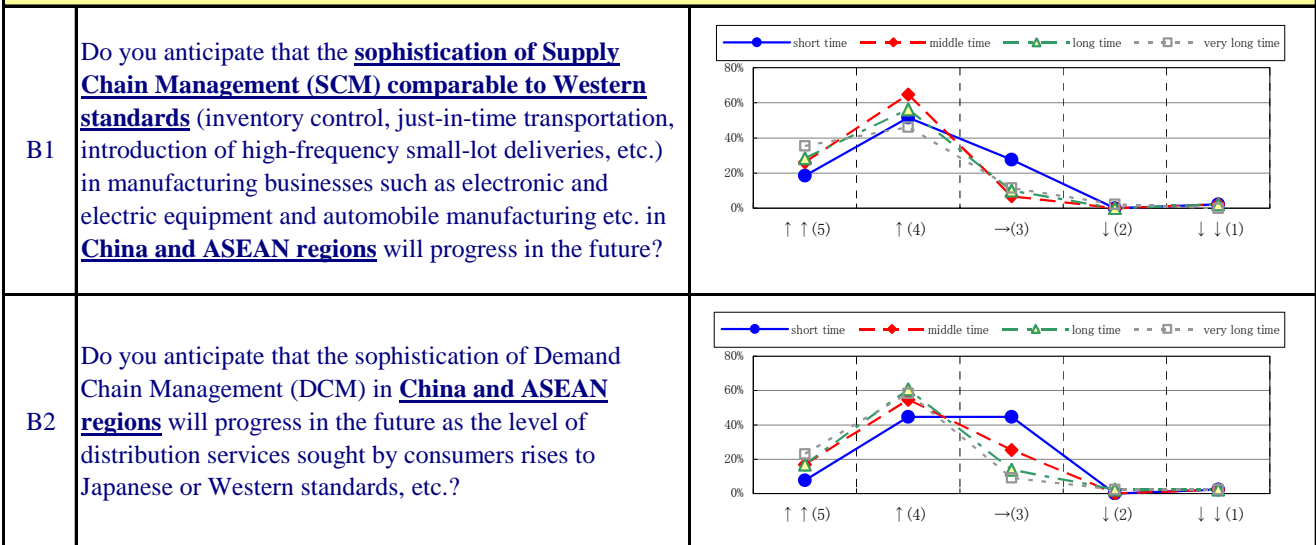 B1
Do you anticipate that the sophistication of Supply
Chain Management (SCM) comparable to Western
standards (inventory control, just-in-time transportation,
introduction of high-frequency small-lot deliveries, etc.)
in manufacturing businesses such as electronic and
electric equipment and automobile manufacturing etc. in
China and ASEAN regions will progress in the future?
short time middle time long time very long time
80%
60%
40%
20%
0%
↑ ↑(5) ↑(4) →(3) ↓(2) ↓ ↓(1)
B2
Do you anticipate that the sophistication of Demand
Chain Management (DCM) in China and ASEAN
regions will progress in the future as the level of
distribution services sought by consumers rises to
Japanese or Western standards, etc.?
short time middle time long time very long time
80%
60%
40%
20%
0%
↑ ↑(5) ↑(4) →(3) ↓(2) ↓ ↓(1)